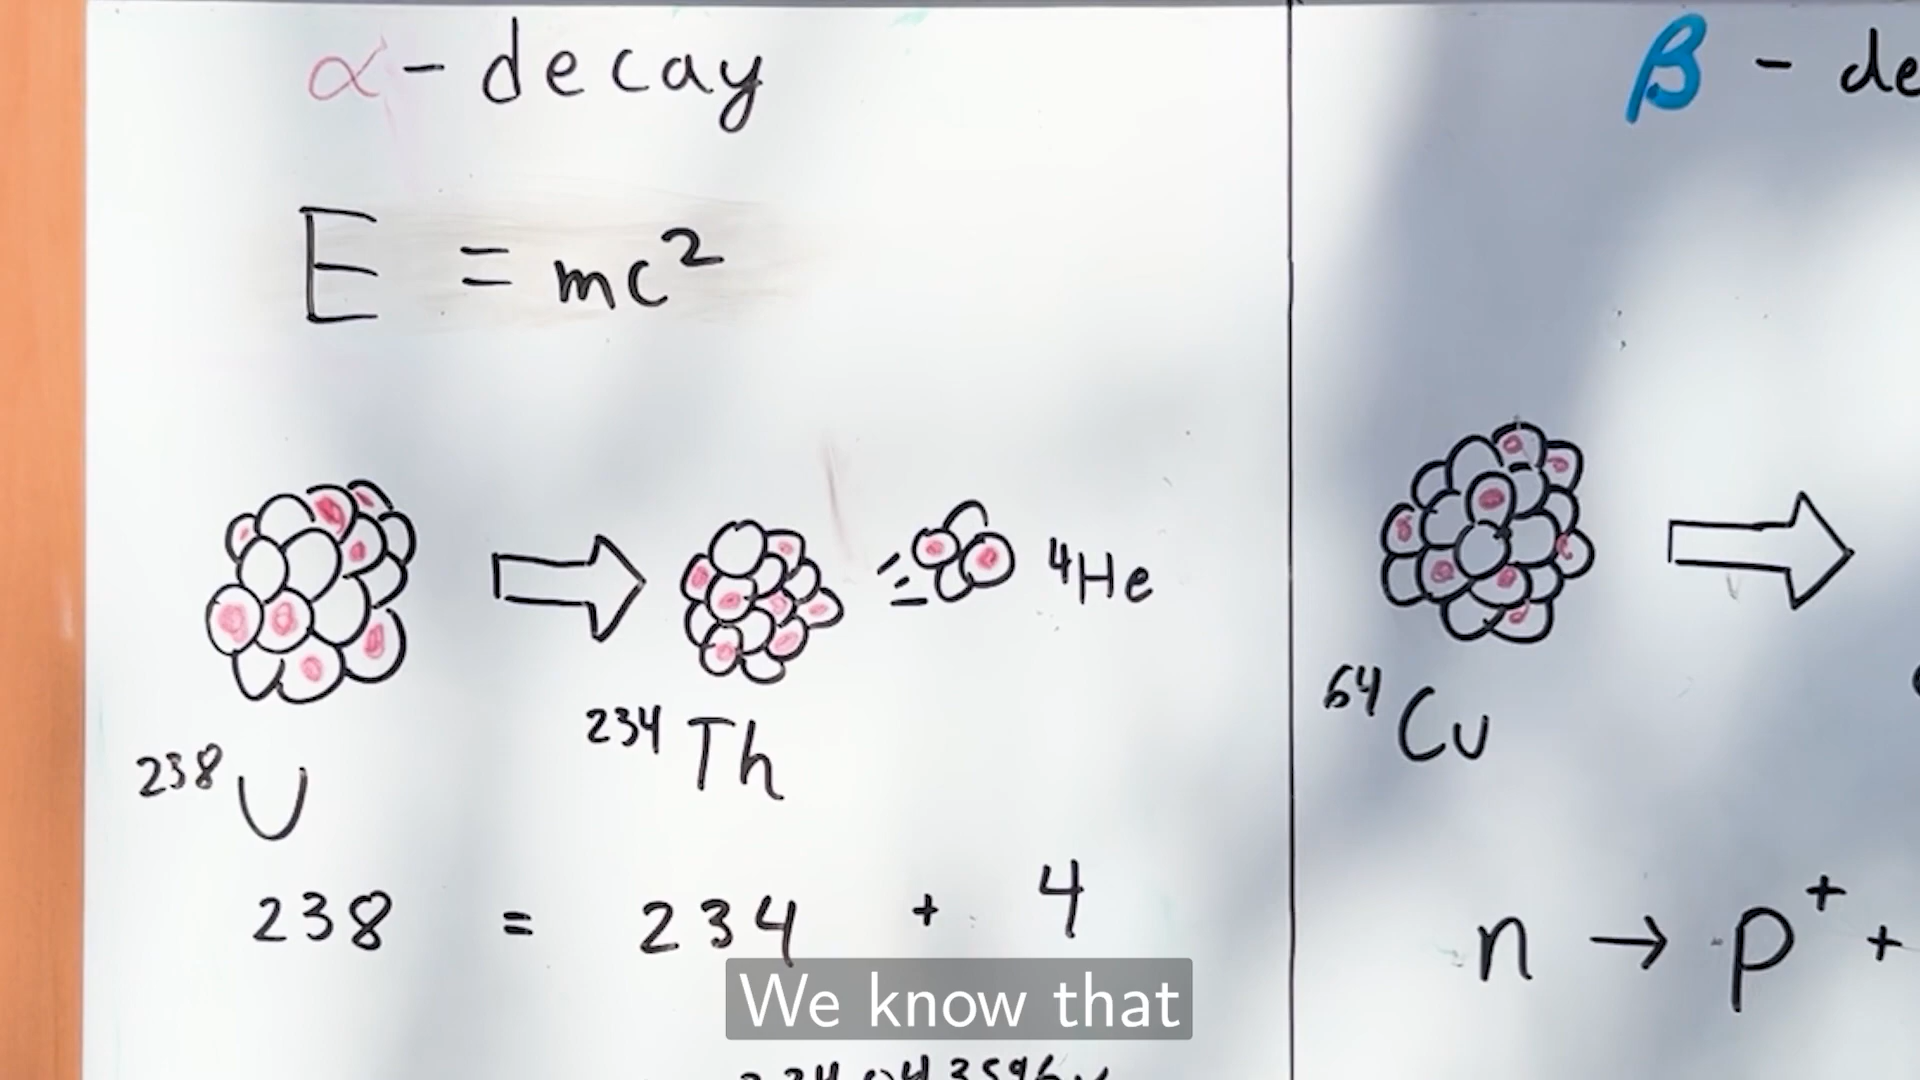 α - decay
E = mc²
⁴He
²³⁴Th
²³⁸U
238 = 234 + 4
β - de
⁶⁴Cu
n → p⁺ +
We know that